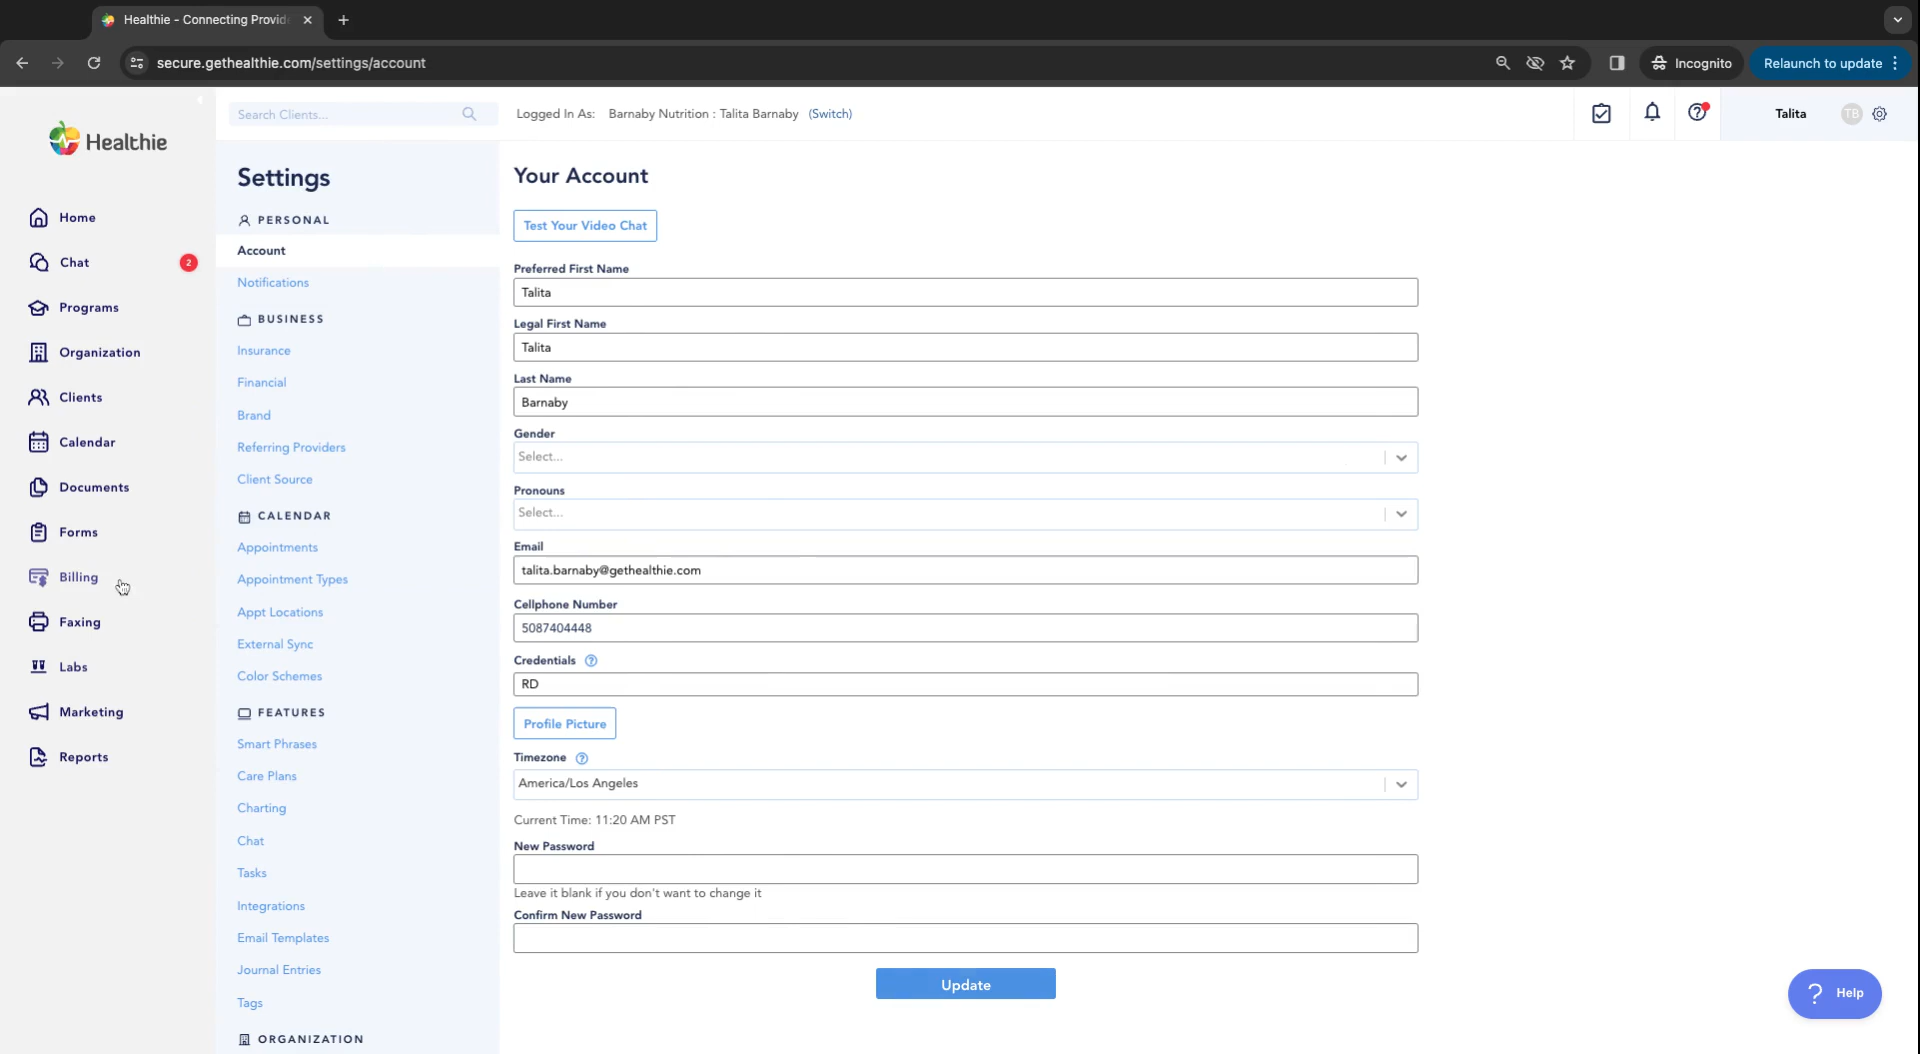 Healthie - Connecting Provid
secure.gethealthie.com/settings/account
Incognito
Relaunch to update
Healthie
Search Clients...
Logged In As: Barnaby Nutrition : Talita Barnaby (Switch)
Talita
TB
Home
Chat
2
Programs
Organization
Clients
Calendar
Documents
Forms
Billing
Faxing
Labs
Marketing
Reports
Settings
PERSONAL
Account
Notifications
BUSINESS
Insurance
Financial
Brand
Referring Providers
Client Source
CALENDAR
Appointments
Appointment Types
Appt Locations
External Sync
Color Schemes
FEATURES
Smart Phrases
Care Plans
Charting
Chat
Tasks
Integrations
Email Templates
Journal Entries
Tags
ORGANIZATION
Your Account
Test Your Video Chat
Preferred First Name
Talita
Legal First Name
Talita
Last Name
Barnaby
Gender
Select...
Pronouns
Select...
Email
talita.barnaby@gethealthie.com
Cellphone Number
5087404448
Credentials ?
RD
Profile Picture
Timezone ?
America/Los Angeles
Current Time: 11:20 AM PST
New Password
Leave it blank if you don't want to change it
Confirm New Password
Update
? Help